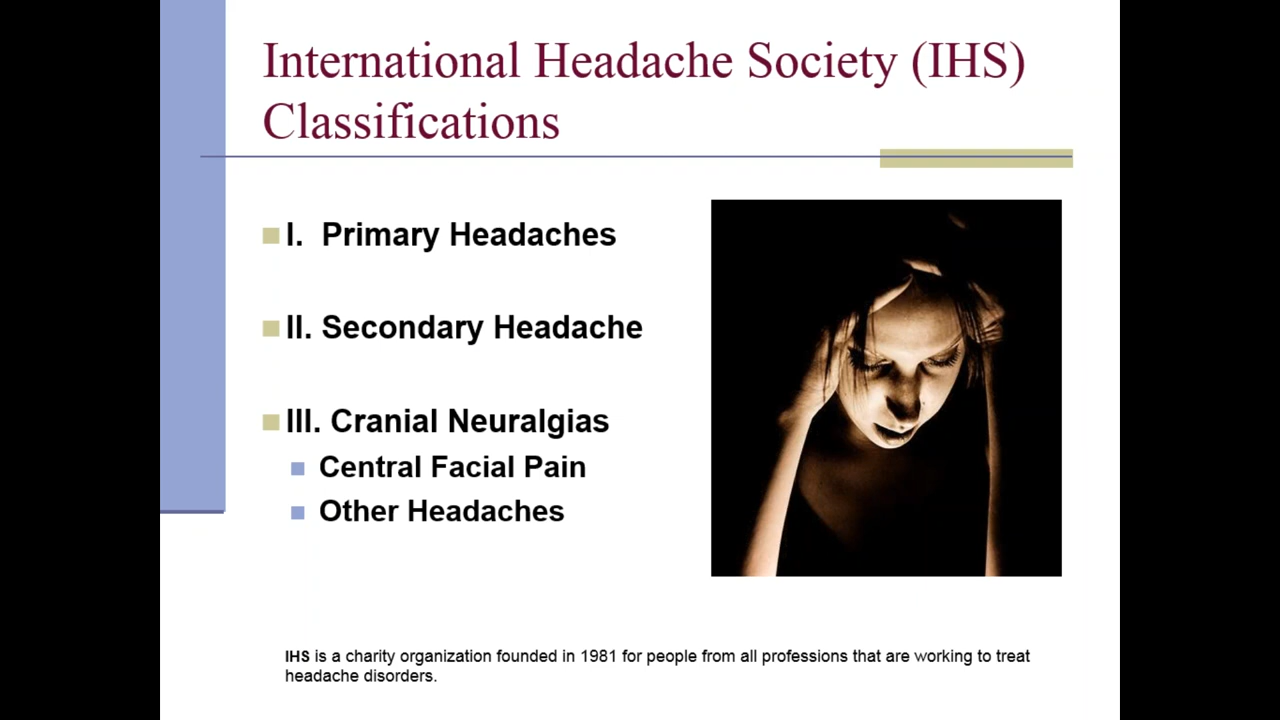 International Headache Society (IHS)
Classifications
I. Primary Headaches
II. Secondary Headache
III. Cranial Neuralgias
Central Facial Pain
Other Headaches
IHS is a charity organization founded in 1981 for people from all professions that are working to treat
headache disorders.